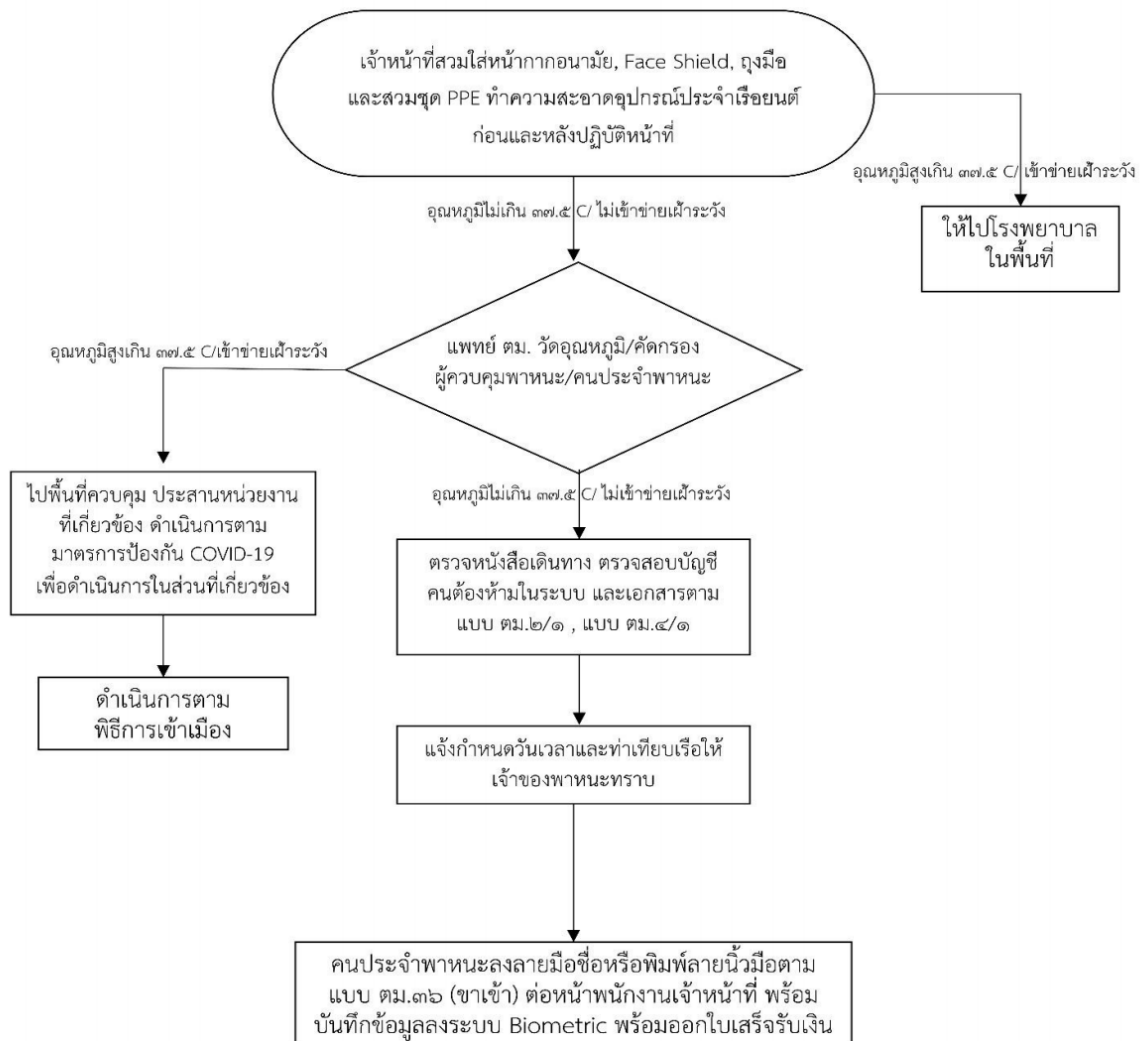 เจ้าหน้าที่สวมใส่หน้ากากอนามัย, Face Shield, ถุงมือ
และสวมชุด PPE ทำความสะอาดอุปกรณ์ประจำเรือยนต์
ก่อนและหลังปฏิบัติหน้าที่
อุณหภูมิสูงเกิน ๓๗.๕ C/ เข้าข่ายเฝ้าระวัง
อุณหภูมิไม่เกิน ๓๗.๕ C/ ไม่เข้าข่ายเฝ้าระวัง
ให้ไปโรงพยาบาล
ในพื้นที่
แพทย์ ตม. วัดอุณหภูมิ/คัดกรอง
ผู้ควบคุมพาหนะ/คนประจำพาหนะ
อุณหภูมิสูงเกิน ๓๗.๕ C/เข้าข่ายเฝ้าระวัง
ไปพื้นที่ควบคุม ประสานหน่วยงาน
ที่เกี่ยวข้อง ดำเนินการตาม
มาตรการป้องกัน COVID-19
เพื่อดำเนินการในส่วนที่เกี่ยวข้อง
อุณหภูมิไม่เกิน ๓๗.๕ C/ ไม่เข้าข่ายเฝ้าระวัง
ตรวจหนังสือเดินทาง ตรวจสอบบัญชี
คนต้องห้ามในระบบ และเอกสารตาม
แบบ ตม.๒/๑ , แบบ ตม.๔/๑
ดำเนินการตาม
พิธีการเข้าเมือง
แจ้งกำหนดวันเวลาและท่าเทียบเรือให้
เจ้าของพาหนะทราบ
คนประจำพาหนะลงลายมือชื่อหรือพิมพ์ลายนิ้วมือตาม
แบบ ตม.๓๖ (ขาเข้า) ต่อหน้าพนักงานเจ้าหน้าที่ พร้อม
บันทึกข้อมูลลงระบบ Biometric พร้อมออกใบเสร็จรับเงิน